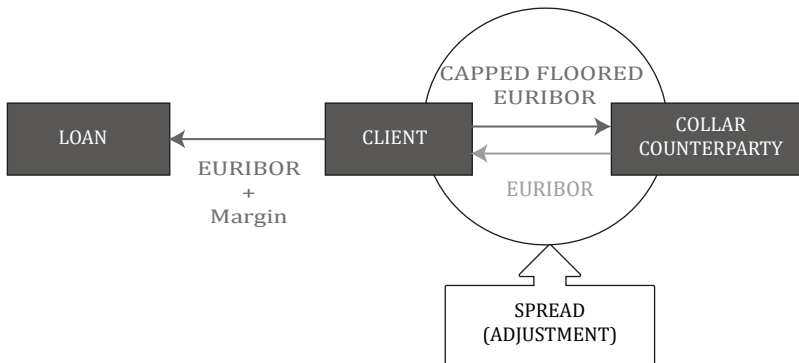 CAPPED FLOORED
EURIBOR
LOAN
CLIENT
COLLAR
COUNTERPARTY
EURIBOR
+
Margin
EURIBOR
SPREAD
(ADJUSTMENT)